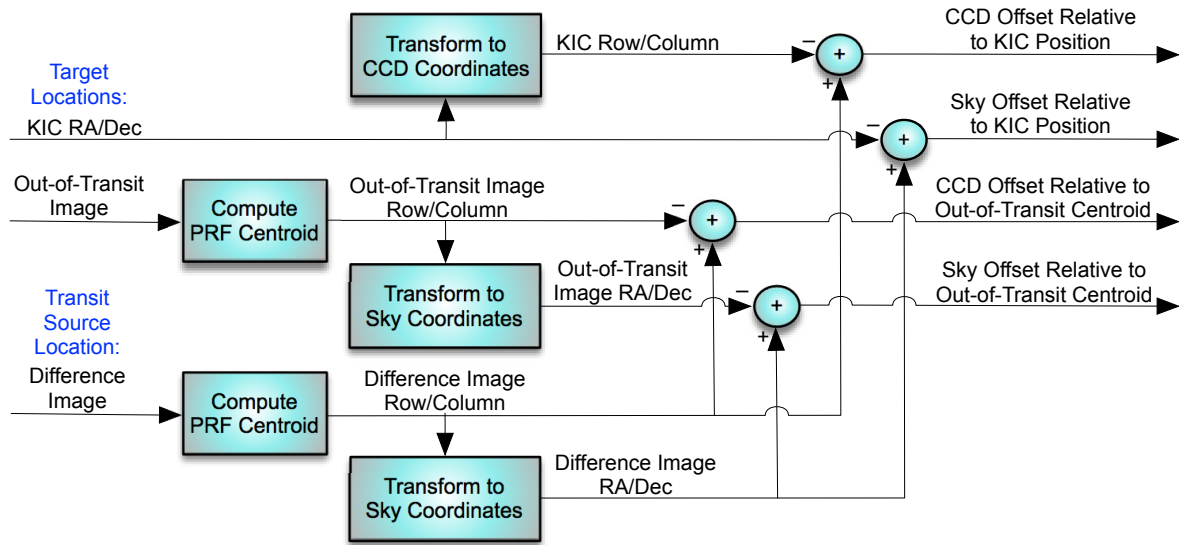 Transform to
CCD Coordinates
KIC Row/Column
−
+
+
CCD Offset Relative
to KIC Position
Target
Locations:
KIC RA/Dec
−
+
+
Sky Offset Relative
to KIC Position
Out-of-Transit
Image
Compute
PRF Centroid
Out-of-Transit Image
Row/Column
−
+
+
CCD Offset Relative to
Out-of-Transit Centroid
Transform to
Sky Coordinates
Out-of-Transit
Image RA/Dec
−
+
+
Sky Offset Relative to
Out-of-Transit Centroid
Transit
Source
Location:
Difference
Image
Compute
PRF Centroid
Difference Image
Row/Column
Transform to
Sky Coordinates
Difference Image
RA/Dec